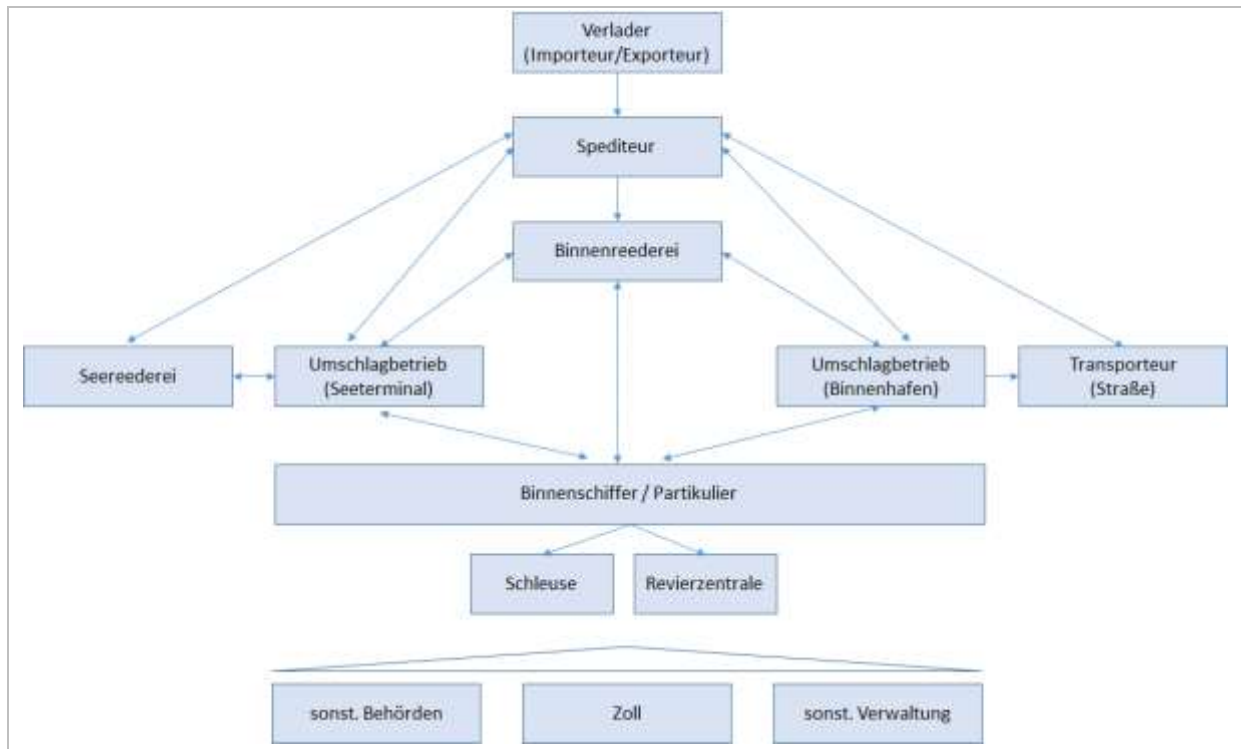 Verlader
(Importeur/Exporteur)
Spediteur
Binnenreederei
Seereederei
Umschlagbetrieb
(Seeterminal)
Umschlagbetrieb
(Binnenhafen)
Transporteur
(Straße)
Binnenschiffer / Partikulier
Schleuse
Revierzentrale
sonst. Behörden
Zoll
sonst. Verwaltung